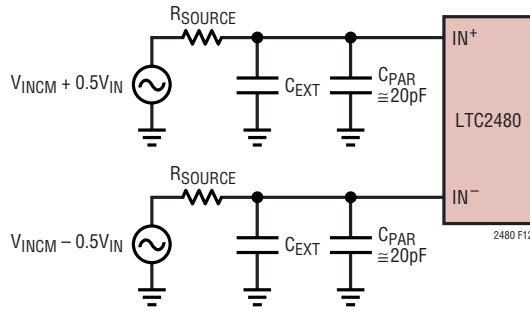 RSOURCE
VINCM + 0.5VIN
CEXT
CPAR
≅20pF
IN+
LTC2480
RSOURCE
VINCM – 0.5VIN
CEXT
CPAR
≅20pF
IN–
2480 F12